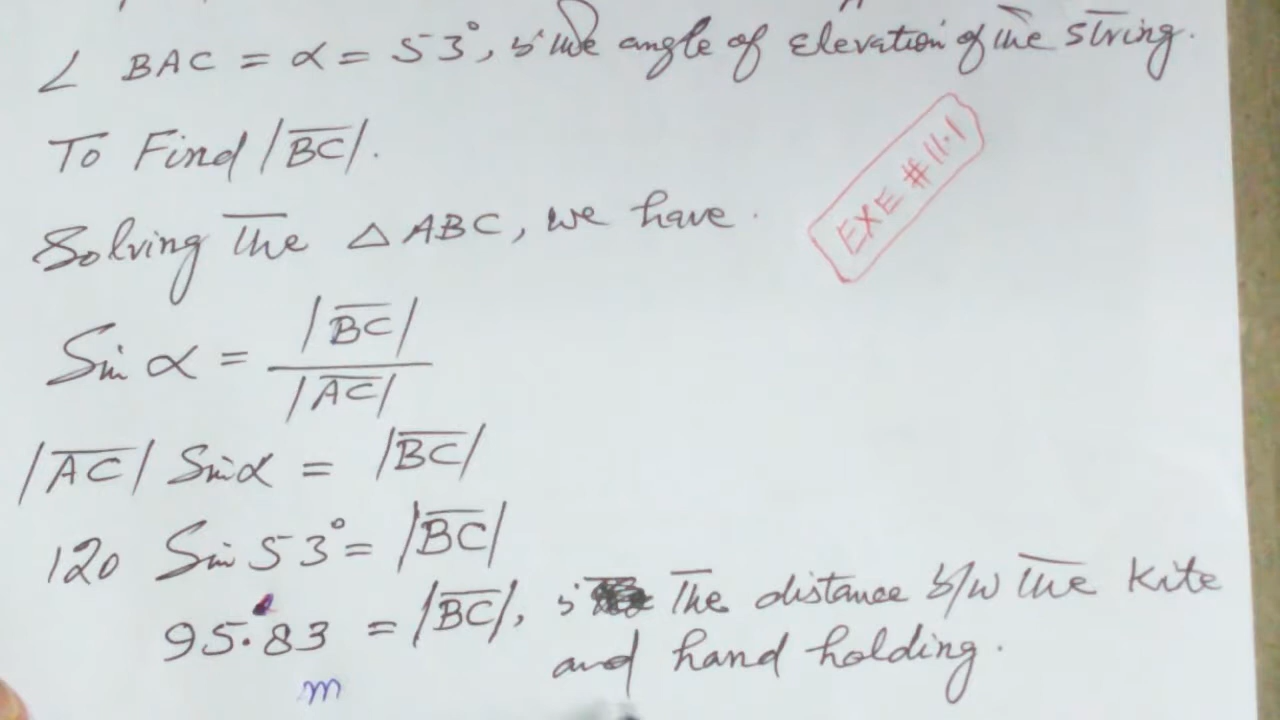 ∠ BAC = α = 53°, is the angle of Elevation of the string.
To Find |BC|.
EXE # 11.1
Solving The △ ABC, we have.
Sin α = |BC| / |AC|
|AC| Sin α = |BC|
120 Sin 53° = |BC|
95.83 = |BC|, is The distance b/w The Kite
m and hand holding.